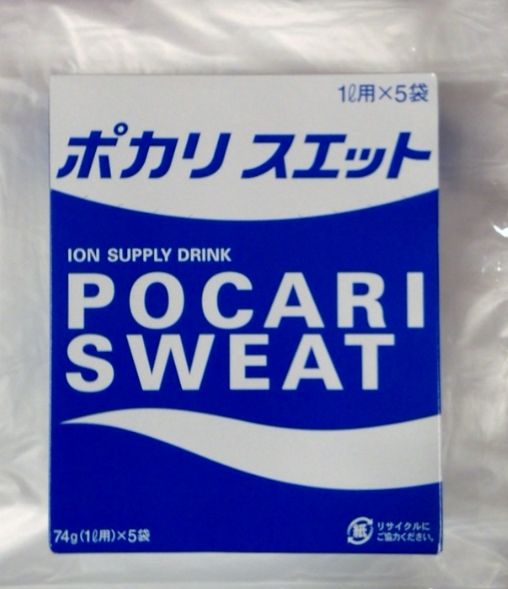 1ℓ用×5袋
ポカリスエット
ION SUPPLY DRINK
POCARI
SWEAT
74g(1ℓ用)×5袋
紙
リサイクルに
ご協力ください。